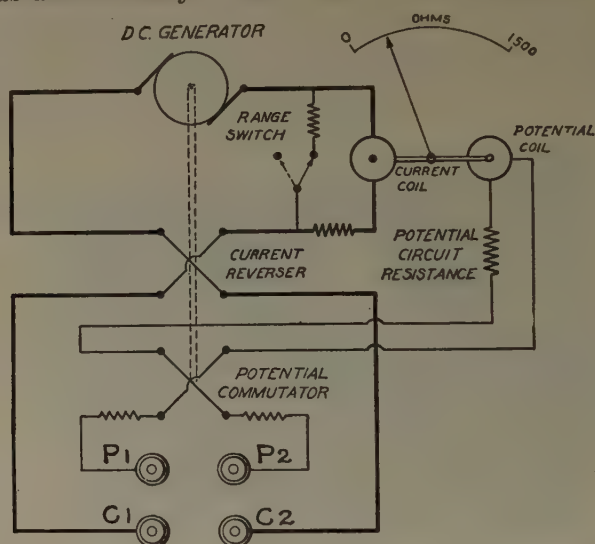 D.C. GENERATOR
OHMS
0
1500
RANGE
SWITCH
POTENTIAL
COIL
CURRENT
COIL
CURRENT
REVERSER
POTENTIAL
CIRCUIT
RESISTANCE
POTENTIAL
COMMUTATOR
P1
P2
C1
C2